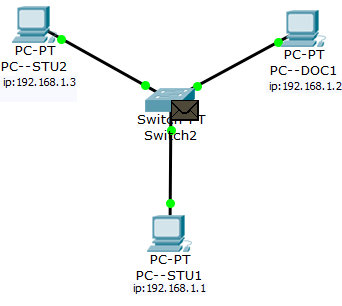 PC-PT
PC--STU2
ip:192.168.1.3
PC-PT
PC--DOC1
ip:192.168.1.2
Switch-PT
Switch2
PC-PT
PC--STU1
ip:192.168.1.1